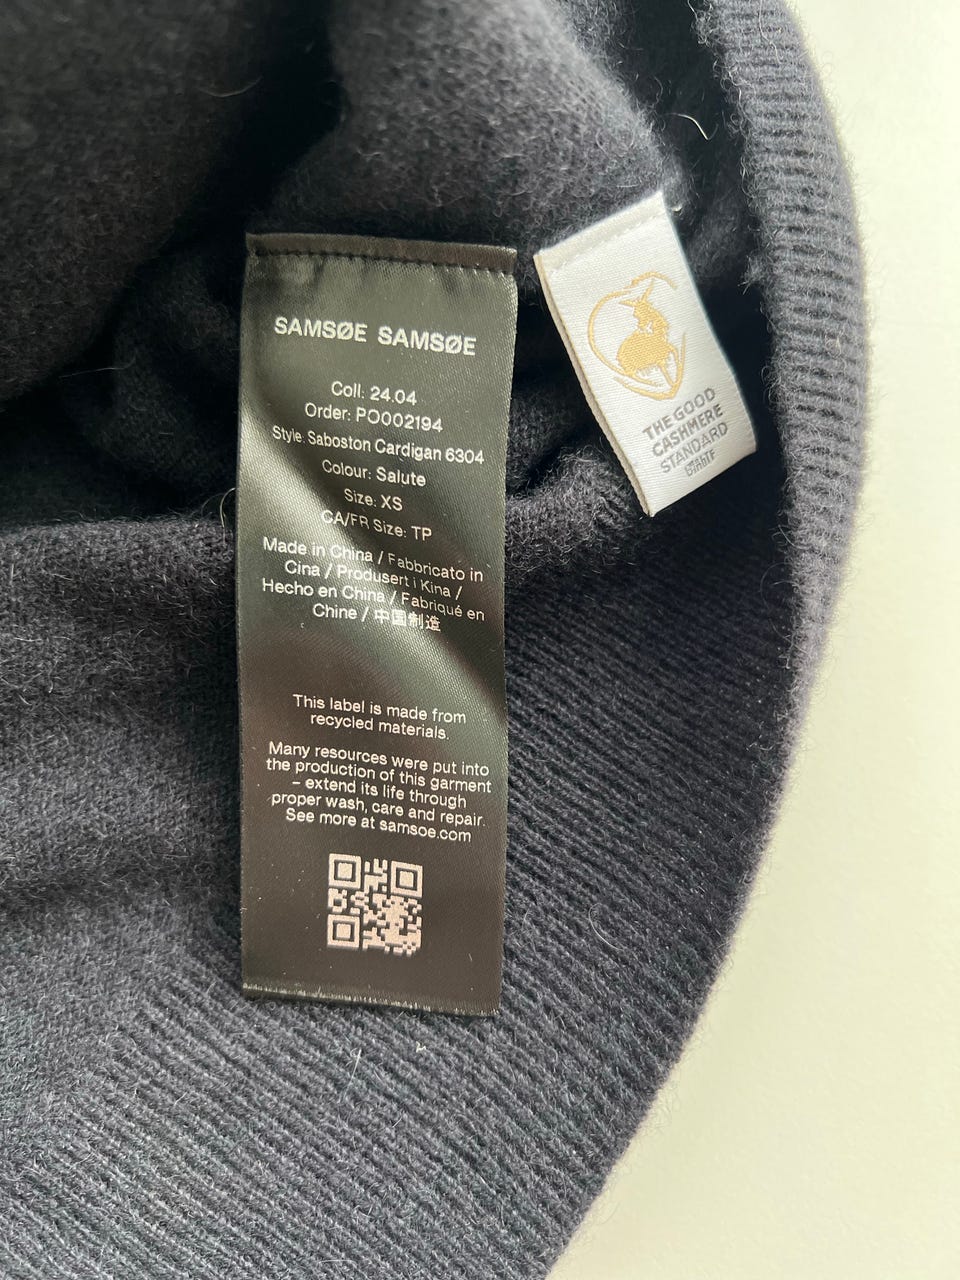 SAMSØE SAMSØE
Coll: 24.04
Order: PO002194
Style: Saboston Cardigan 6304
Colour: Salute
Size: XS
CA/FR Size: TP
Made in China / Fabbricato in
Cina / Produsert i Kina /
Hecho en China / Fabriqué en
Chine / 中国制造
This label is made from
recycled materials.
Many resources were put into
the production of this garment
– extend its life through
proper wash, care and repair.
See more at samsoe.com
THE GOOD
CASHMERE
STANDARD